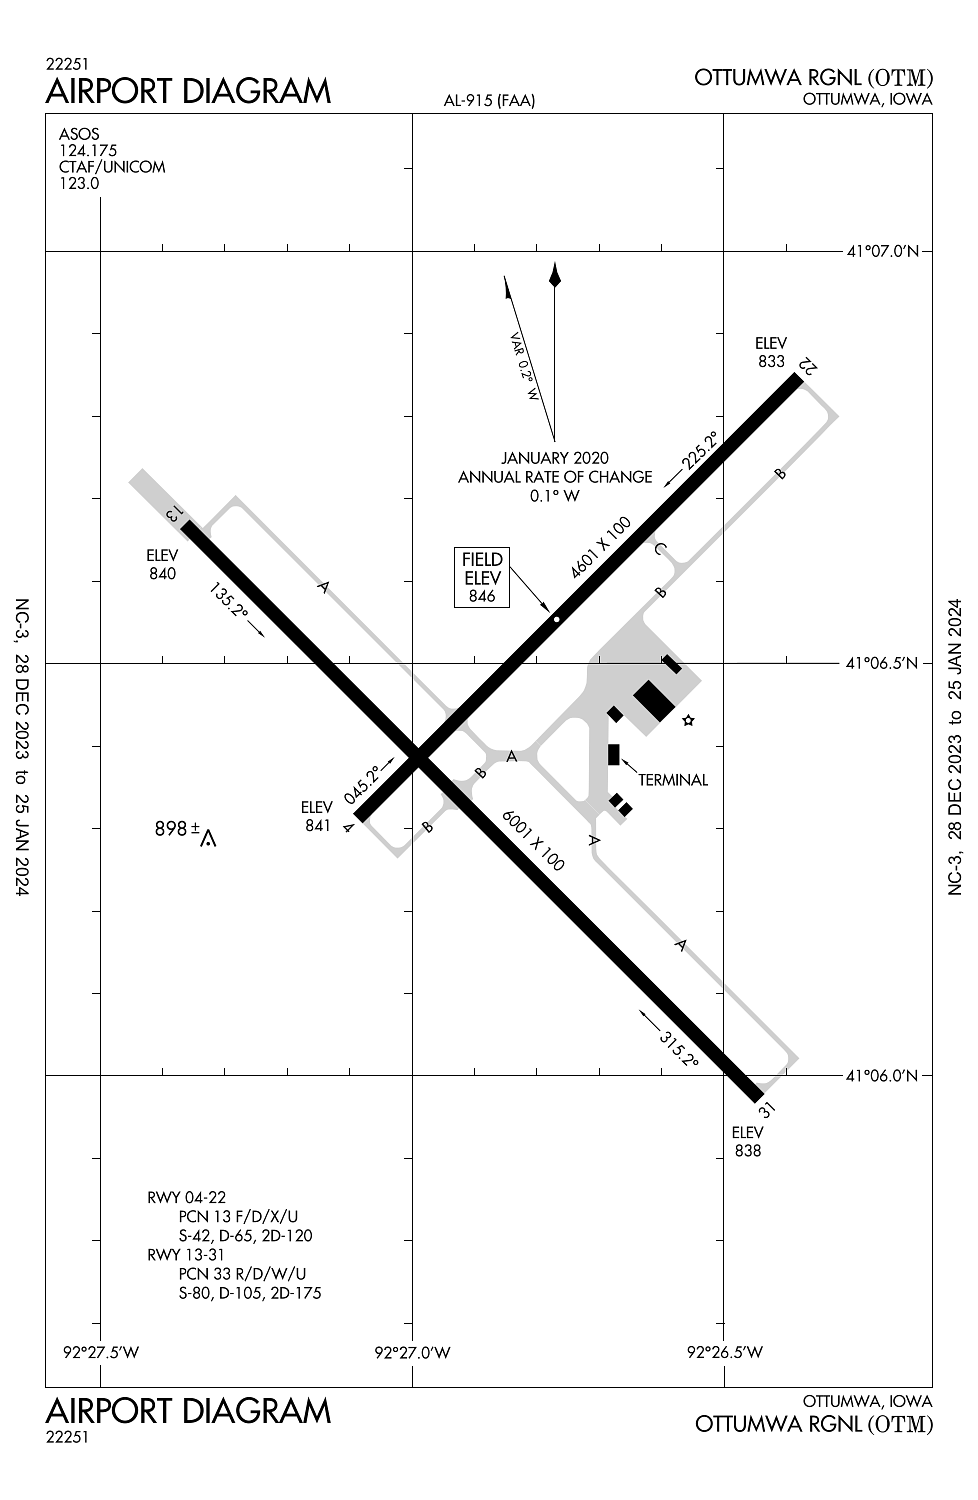 22251
AIRPORT DIAGRAM
AL-915 (FAA)
OTTUMWA RGNL (OTM)
OTTUMWA, IOWA
ASOS
124.175
CTAF/UNICOM
123.0
41°07.0'N
VAR 0.2° W
JANUARY 2020
ANNUAL RATE OF CHANGE
0.1° W
ELEV
833
22
225.2°
B
4601 X 100
C
B
FIELD
ELEV
846
13
ELEV
840
135.2°
A
41°06.5'N
TERMINAL
A
B
045.2°
ELEV
841
4
B
898 ±
6001 X 100
A
A
315.2°
41°06.0'N
31
ELEV
838
RWY 04-22
PCN 13 F/D/X/U
S-42, D-65, 2D-120
RWY 13-31
PCN 33 R/D/W/U
S-80, D-105, 2D-175
92°27.5'W
92°27.0'W
92°26.5'W
NC-3, 28 DEC 2023 to 25 JAN 2024
NC-3, 28 DEC 2023 to 25 JAN 2024
AIRPORT DIAGRAM
22251
OTTUMWA, IOWA
OTTUMWA RGNL (OTM)